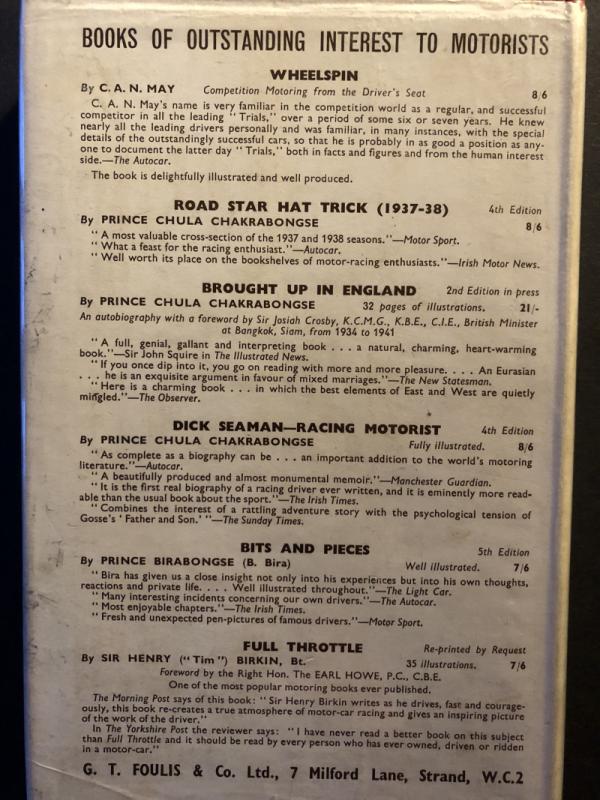 BOOKS OF OUTSTANDING INTEREST TO MOTORISTS
WHEELSPIN
By C. A. N. MAY Competition Motoring from the Driver's Seat 8/6
C. A. N. May's name is very familiar in the competition world as a regular, and successful
competitor in all the leading "Trials," over a period of some six or seven years. He knew
nearly all the leading drivers personally and was familiar, in many instances, with the special
details of the outstandingly successful cars, so that he is probably in as good a position as any-
one to document the latter day "Trials," both in facts and figures and from the human interest
side.—The Autocar.
The book is delightfully illustrated and well produced.
ROAD STAR HAT TRICK (1937-38) 4th Edition
By PRINCE CHULA CHAKRABONGSE 8/6
"A most valuable cross-section of the 1937 and 1938 seasons."—Motor Sport.
"What a feast for the racing enthusiast."—Autocar.
"Well worth its place on the bookshelves of motor-racing enthusiasts."—Irish Motor News.
BROUGHT UP IN ENGLAND 2nd Edition in press
By PRINCE CHULA CHAKRABONGSE 32 pages of illustrations. 21/-
An autobiography with a foreword by Sir Josiah Crosby, K.C.M.G., K.B.E., C.I.E., British Minister
at Bangkok, Siam, from 1934 to 1941
"A full, genial, gallant and interpreting book . . . a natural, charming, heart-warming
book."—Sir John Squire in The Illustrated News.
"If you once dip into it, you go on reading with more and more pleasure. . . . An Eurasian
. . . he is an exquisite argument in favour of mixed marriages."—The New Statesman.
"Here is a charming book . . . in which the best elements of East and West are quietly
mingled."—The Observer.
DICK SEAMAN—RACING MOTORIST 4th Edition
By PRINCE CHULA CHAKRABONGSE Fully illustrated. 8/6
"As complete as a biography can be . . . an important addition to the world's motoring
literature."—Autocar.
"A beautifully produced and almost monumental memoir."—Manchester Guardian.
"It is the first real biography of a racing driver ever written, and it is eminently more read-
able than the usual book about the sport."—The Irish Times.
"Combines the interest of a rattling adventure story with the psychological tension of
Gosse's 'Father and Son.' "—The Sunday Times.
BITS AND PIECES 5th Edition
By PRINCE BIRABONGSE (B. Bira) Well illustrated. 7/6
"Bira has given us a close insight not only into his experiences but into his own thoughts,
reactions and private life. . . . Well illustrated throughout."—The Light Car.
"Many interesting incidents concerning our own drivers."—The Autocar.
"Most enjoyable chapters."—The Irish Times.
"Fresh and unexpected pen-pictures of famous drivers."—Motor Sport.
FULL THROTTLE Re-printed by Request
By SIR HENRY ("Tim") BIRKIN, Bt. 35 illustrations. 7/6
Foreword by the Right Hon. The EARL HOWE, P.C., C.B.E.
One of the most popular motoring books ever published.
The Morning Post says of this book: "Sir Henry Birkin writes as he drives, fast and courage-
ously, this book re-creates a true atmosphere of motor-car racing and gives an inspiring picture
of the work of the driver."
In The Yorkshire Post the reviewer says: "I have never read a better book on this subject
than Full Throttle and it should be read by every person who has ever owned, driven or ridden
in a motor-car."
G. T. FOULIS & Co. Ltd., 7 Milford Lane, Strand, W.C.2